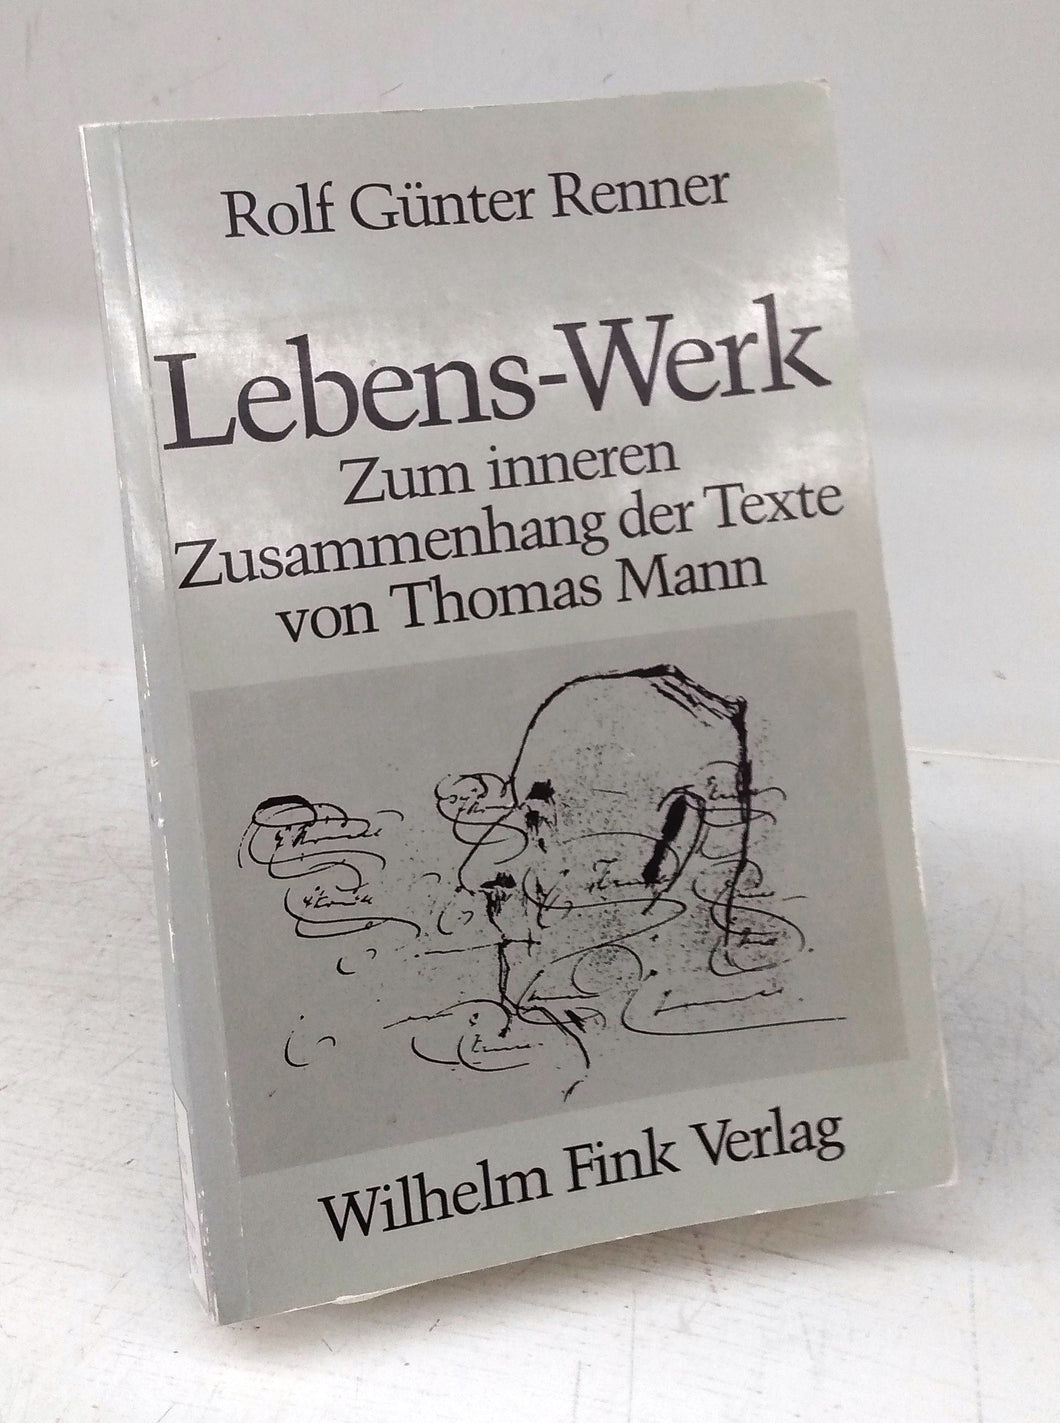 Rolf Günter Renner
Lebens-Werk
Zum inneren
Zusammenhang der Texte
von Thomas Mann
Wilhelm Fink Verlag